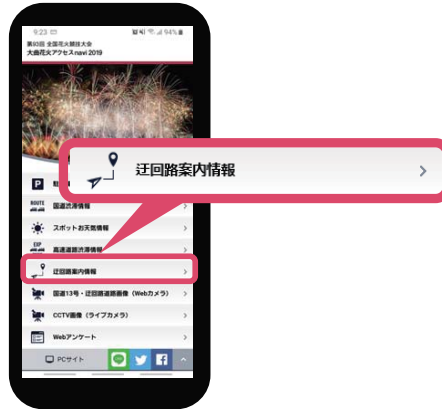 9:23
94%
第93回 全国花火競技大会
大曲花火アクセスnavi 2019
迂回路案内情報
P
ROUTE
国道渋滞情報
スポットお天気情報
EXP
高速道路渋滞情報
迂回路案内情報
国道13号・迂回路道路画像（Webカメラ）
CCTV画像（ライブカメラ）
Webアンケート
PCサイト
LINE